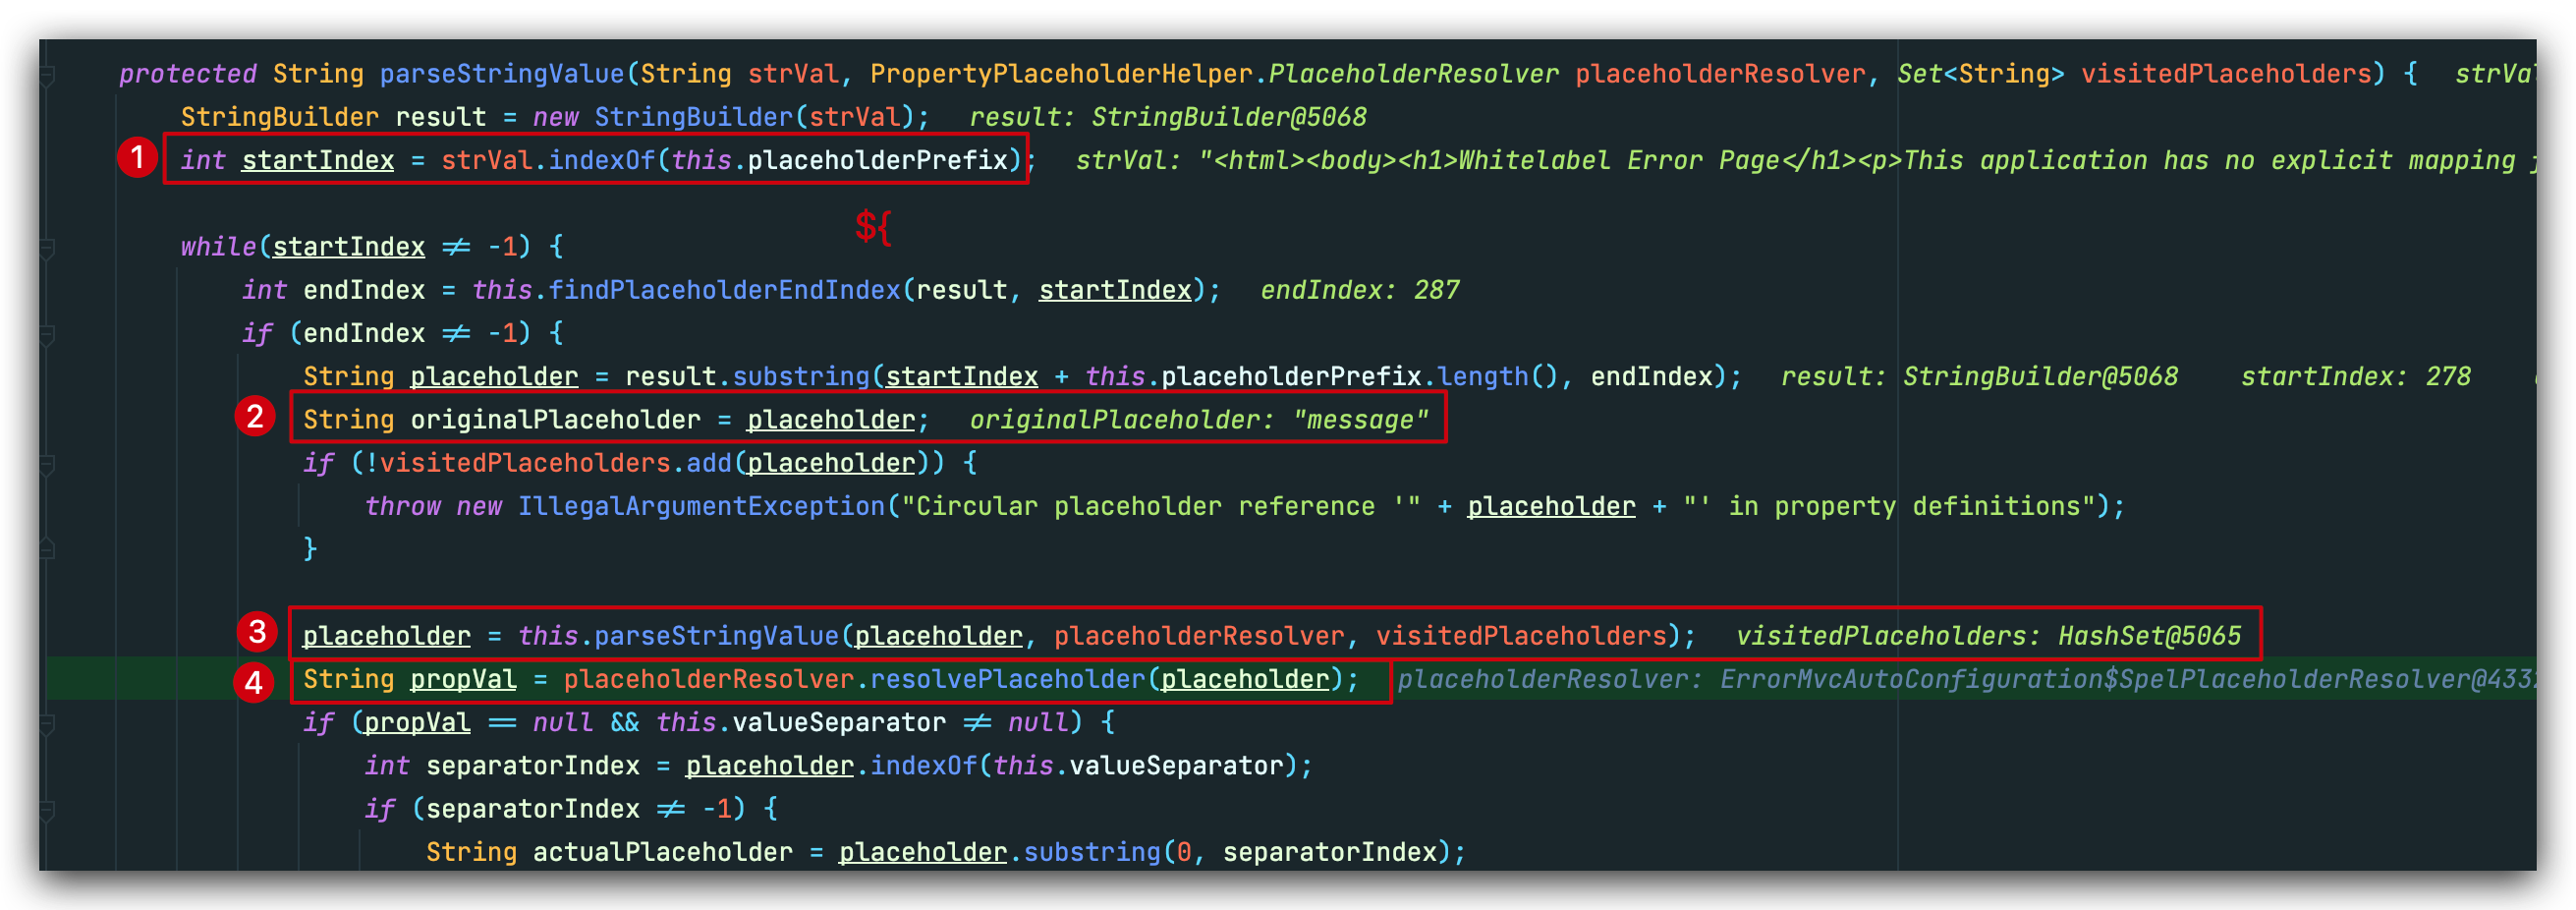 protected String parseStringValue(String strVal, PropertyPlaceholderHelper.PlaceholderResolver placeholderResolver, Set<String> visitedPlaceholders) { strVal
StringBuilder result = new StringBuilder(strVal); result: StringBuilder@5068
1 int startIndex = strVal.indexOf(this.placeholderPrefix); strVal: "<html><body><h1>Whitelabel Error Page</h1><p>This application has no explicit mapping
${
while(startIndex ≠ -1) {
int endIndex = this.findPlaceholderEndIndex(result, startIndex); endIndex: 287
if (endIndex ≠ -1) {
String placeholder = result.substring(startIndex + this.placeholderPrefix.length(), endIndex); result: StringBuilder@5068 startIndex: 278
2 String originalPlaceholder = placeholder; originalPlaceholder: "message"
if (!visitedPlaceholders.add(placeholder)) {
throw new IllegalArgumentException("Circular placeholder reference '" + placeholder + "' in property definitions");
}
3 placeholder = this.parseStringValue(placeholder, placeholderResolver, visitedPlaceholders); visitedPlaceholders: HashSet@5065
4 String propVal = placeholderResolver.resolvePlaceholder(placeholder); placeholderResolver: ErrorMvcAutoConfiguration$SpelPlaceholderResolver@4332
if (propVal == null && this.valueSeparator ≠ null) {
int separatorIndex = placeholder.indexOf(this.valueSeparator);
if (separatorIndex ≠ -1) {
String actualPlaceholder = placeholder.substring(0, separatorIndex);